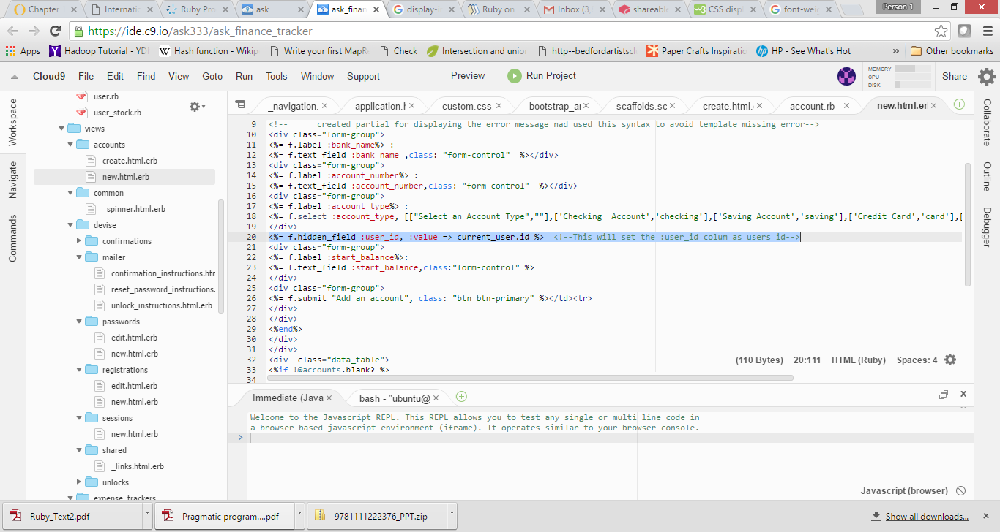 Chapter
Internatio
Ruby Pro
ask
ask_finan
display-in
Ruby on
Inbox (3,
shareable
CSS disp
font-wei
Person 1
https://ide.c9.io/ask333/ask_finance_tracker
Apps
Hadoop Tutorial - YD
Hash function - Wikip
Write your first MapR
Check
Intersection and union
http--bedfordartistscl
Paper Crafts Inspiratio
HP - See What's Hot
»
Other bookmarks
Cloud9 File Edit Find View Goto Run Tools Window Support
Preview
Run Project
MEMORY
CPU
DISK
Share
Workspace
Navigate
Commands
user.rb
user_stock.rb
views
accounts
create.html.erb
new.html.erb
common
_spinner.html.erb
devise
confirmations
mailer
confirmation_instructions.htr
reset_password_instructions.
unlock_instructions.html.erb
passwords
edit.html.erb
new.html.erb
registrations
edit.html.erb
new.html.erb
sessions
new.html.erb
shared
_links.html.erb
unlocks
expense_trackers
_navigation.
application.h
custom.css.
bootstrap_an
scaffolds.sc
create.html.
account.rb
new.html.erl
9 <!-- created partial for displaying the error message nad used this syntax to avoid template missing error-->
10 <div class="form-group">
11 <%= f.label :bank_name%> :
12 <%= f.text_field :bank_name ,class: "form-control" %></div>
13 <div class="form-group">
14 <%= f.label :account_number%> :
15 <%= f.text_field :account_number,class: "form-control" %></div>
16 <div class="form-group">
17 <%= f.label :account_type%> :
18 <%= f.select :account_type, [["Select an Account Type",""],['Checking Account','checking'],['Saving Account','saving'],['Credit Card','card'],[
19 </div>
20 <%= f.hidden_field :user_id, :value => current_user.id %> <!--This will set the :user_id colum as users id-->
21 <div class="form-group">
22 <%= f.label :start_balance%>:
23 <%= f.text_field :start_balance,class:"form-control" %>
24 </div>
25 <div class="form-group">
26 <%= f.submit "Add an account", class: "btn btn-primary" %></td><tr>
27 </div>
28 </div>
29 <%end%>
30 </div>
31 </div>
32 <div class="data_table">
33 <%if !@accounts.blank? %>
34
(110 Bytes) 20:111 HTML (Ruby) Spaces: 4
Collaborate
Outline
Debugger
Immediate (Java
bash - "ubuntu@
Welcome to the Javascript REPL. This REPL allows you to test any single or multi line code in
a browser based javascript environment (iframe). It operates similar to your browser console.
>
Javascript (browser)
Ruby_Text2.pdf
Pragmatic program....pdf
9781111222376_PPT.zip
Show all downloads...